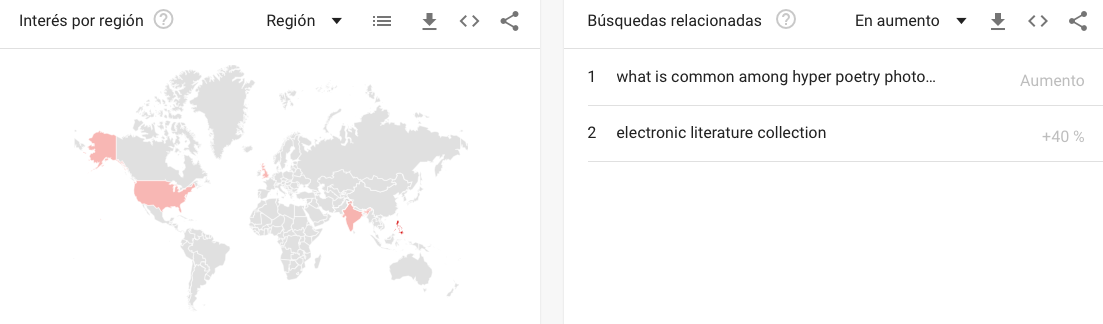 Interés por región
Región
Búsquedas relacionadas
En aumento
1 what is common among hyper poetry photo...
Aumento
2 electronic literature collection
+40 %